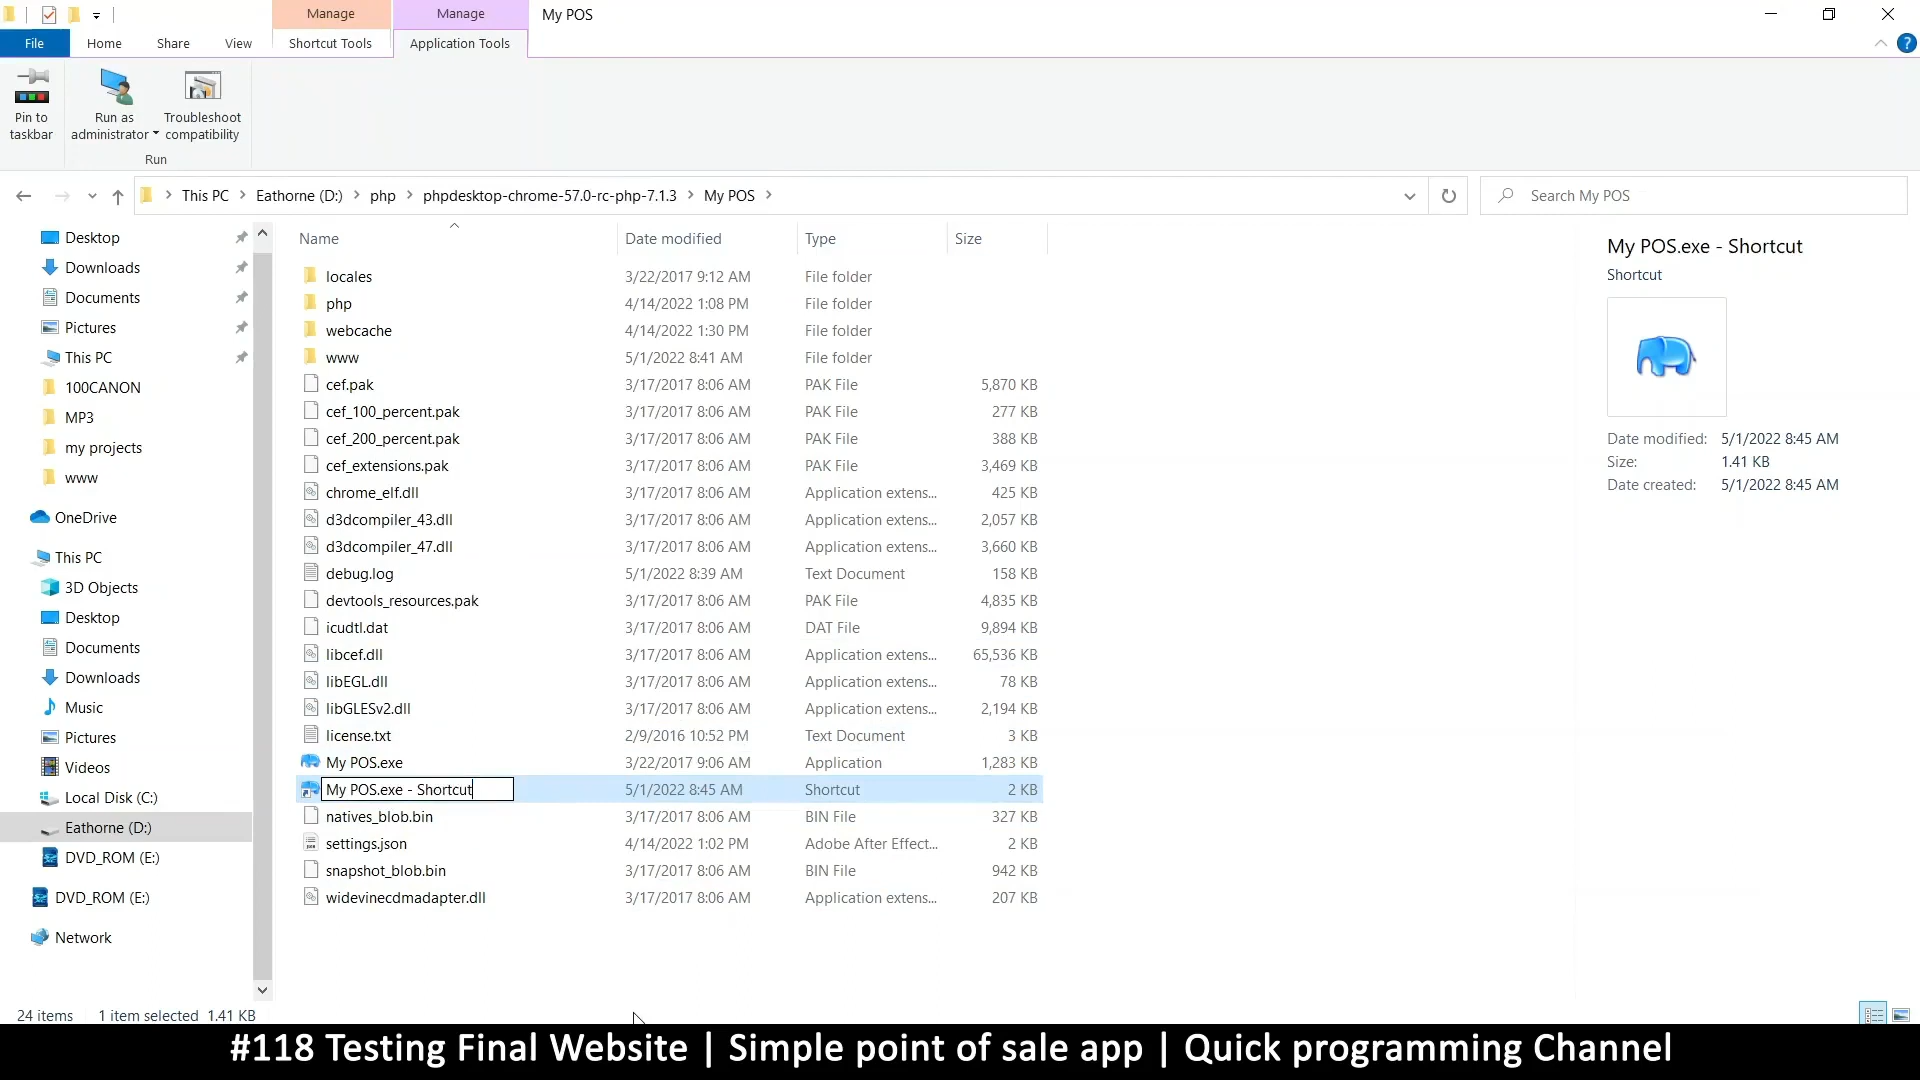 Manage Manage My POS
File Home Share View Shortcut Tools Application Tools
Pin to taskbar
Run as administrator
Troubleshoot compatibility
Run
This PC Eathorne (D:) php phpdesktop-chrome-57.0-rc-php-7.1.3 My POS
Search My POS
Desktop
Downloads
Documents
Pictures
This PC
100CANON
MP3
my projects
www
OneDrive
This PC
3D Objects
Desktop
Documents
Downloads
Music
Pictures
Videos
Local Disk (C:)
Eathorne (D:)
DVD_ROM (E:)
DVD_ROM (E:)
Network
Name Date modified Type Size
locales 3/22/2017 9:12 AM File folder
php 4/14/2022 1:08 PM File folder
webcache 4/14/2022 1:30 PM File folder
www 5/1/2022 8:41 AM File folder
cef.pak 3/17/2017 8:06 AM PAK File 5,870 KB
cef_100_percent.pak 3/17/2017 8:06 AM PAK File 277 KB
cef_200_percent.pak 3/17/2017 8:06 AM PAK File 388 KB
cef_extensions.pak 3/17/2017 8:06 AM PAK File 3,469 KB
chrome_elf.dll 3/17/2017 8:06 AM Application extens... 425 KB
d3dcompiler_43.dll 3/17/2017 8:06 AM Application extens... 2,057 KB
d3dcompiler_47.dll 3/17/2017 8:06 AM Application extens... 3,660 KB
debug.log 5/1/2022 8:39 AM Text Document 158 KB
devtools_resources.pak 3/17/2017 8:06 AM PAK File 4,835 KB
icudtl.dat 3/17/2017 8:06 AM DAT File 9,894 KB
libcef.dll 3/17/2017 8:06 AM Application extens... 65,536 KB
libEGL.dll 3/17/2017 8:06 AM Application extens... 78 KB
libGLESv2.dll 3/17/2017 8:06 AM Application extens... 2,194 KB
license.txt 2/9/2016 10:52 PM Text Document 3 KB
My POS.exe 3/22/2017 9:06 AM Application 1,283 KB
My POS.exe - Shortcut 5/1/2022 8:45 AM Shortcut 2 KB
natives_blob.bin 3/17/2017 8:06 AM BIN File 327 KB
settings.json 4/14/2022 1:02 PM Adobe After Effect... 2 KB
snapshot_blob.bin 3/17/2017 8:06 AM BIN File 942 KB
widevinecdmadapter.dll 3/17/2017 8:06 AM Application extens... 207 KB
My POS.exe - Shortcut
Shortcut
Date modified: 5/1/2022 8:45 AM
Size: 1.41 KB
Date created: 5/1/2022 8:45 AM
24 items 1 item selected 1.41 KB
#118 Testing Final Website | Simple point of sale app | Quick programming Channel